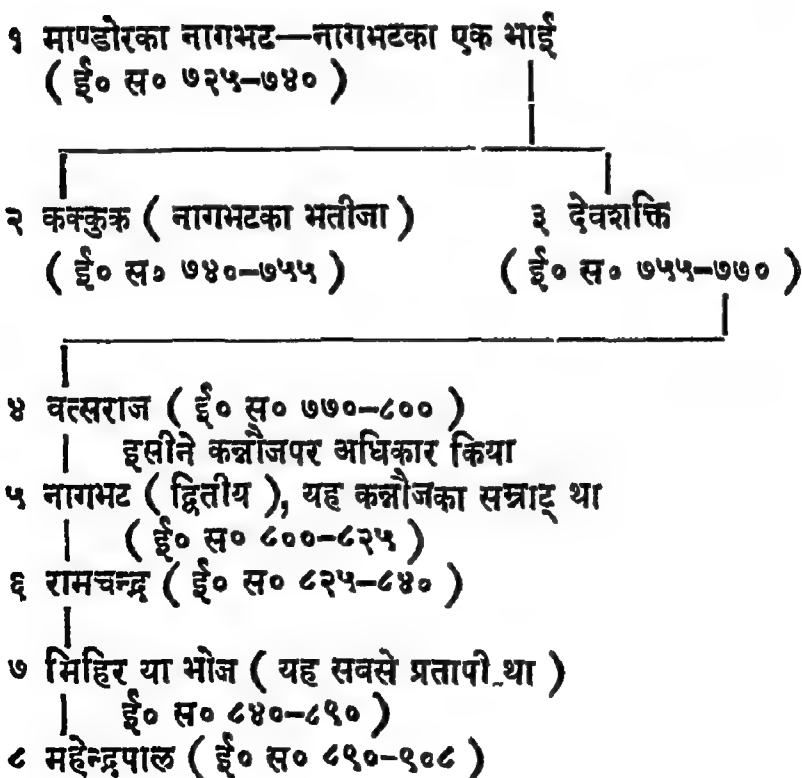 १ माण्डोरका नागभट—नागभटका एक भाई
( ई० स० ७२५–७४० )
२ कक्कुक ( नागभटका भतीजा ) ३ देवशक्ति
( ई० स० ७४०–७५५ ) ( ई० स० ७५५–७७० )
४ वत्सराज ( ई० स० ७७०–८०० )
इसीने कन्नौजपर अधिकार किया
५ नागभट ( द्वितीय ), यह कन्नौजका सम्राट् था
( ई० स० ८००–८२५ )
६ रामचन्द्र ( ई० स० ८२५–८४० )
७ मिहिर या भोज ( यह सबसे प्रतापी था )
ई० स० ८४०–८९० )
८ महेन्द्रपाल ( ई० स० ८९०–९०८ )